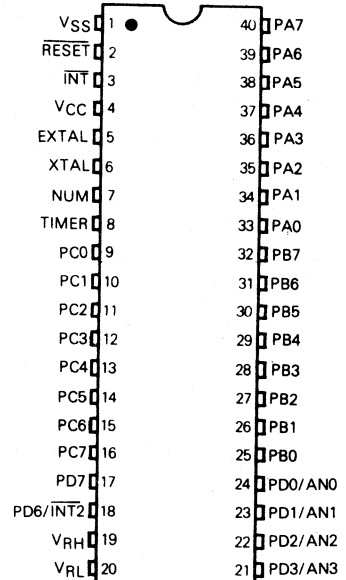 VSS 1 40 PA7
RESET 2 39 PA6
INT 3 38 PA5
VCC 4 37 PA4
EXTAL 5 36 PA3
XTAL 6 35 PA2
NUM 7 34 PA1
TIMER 8 33 PA0
PC0 9 32 PB7
PC1 10 31 PB6
PC2 11 30 PB5
PC3 12 29 PB4
PC4 13 28 PB3
PC5 14 27 PB2
PC6 15 26 PB1
PC7 16 25 PB0
PD7 17 24 PD0/AN0
PD6/INT2 18 23 PD1/AN1
VRH 19 22 PD2/AN2
VRL 20 21 PD3/AN3